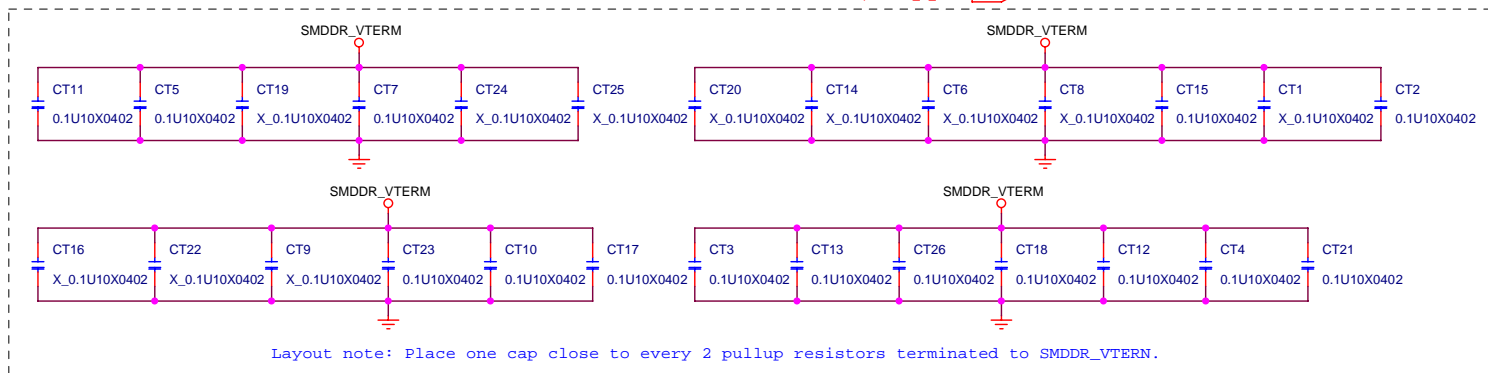 SMDDR_VTERM SMDDR_VTERM
CT11 CT5 CT19 CT7 CT24 CT25 CT20 CT14 CT6 CT8 CT15 CT1 CT2
0.1U10X0402 0.1U10X0402 X_0.1U10X0402 0.1U10X0402 X_0.1U10X0402 X_0.1U10X0402 X_0.1U10X0402 X_0.1U10X0402 X_0.1U10X0402 X_0.1U10X0402 0.1U10X0402 X_0.1U10X0402 0.1U10X0402
SMDDR_VTERM SMDDR_VTERM
CT16 CT22 CT9 CT23 CT10 CT17 CT3 CT13 CT26 CT18 CT12 CT4 CT21
X_0.1U10X0402 X_0.1U10X0402 X_0.1U10X0402 0.1U10X0402 0.1U10X0402 0.1U10X0402 0.1U10X0402 0.1U10X0402 0.1U10X0402 0.1U10X0402 0.1U10X0402 0.1U10X0402 0.1U10X0402
Layout note: Place one cap close to every 2 pullup resistors terminated to SMDDR_VTERN.